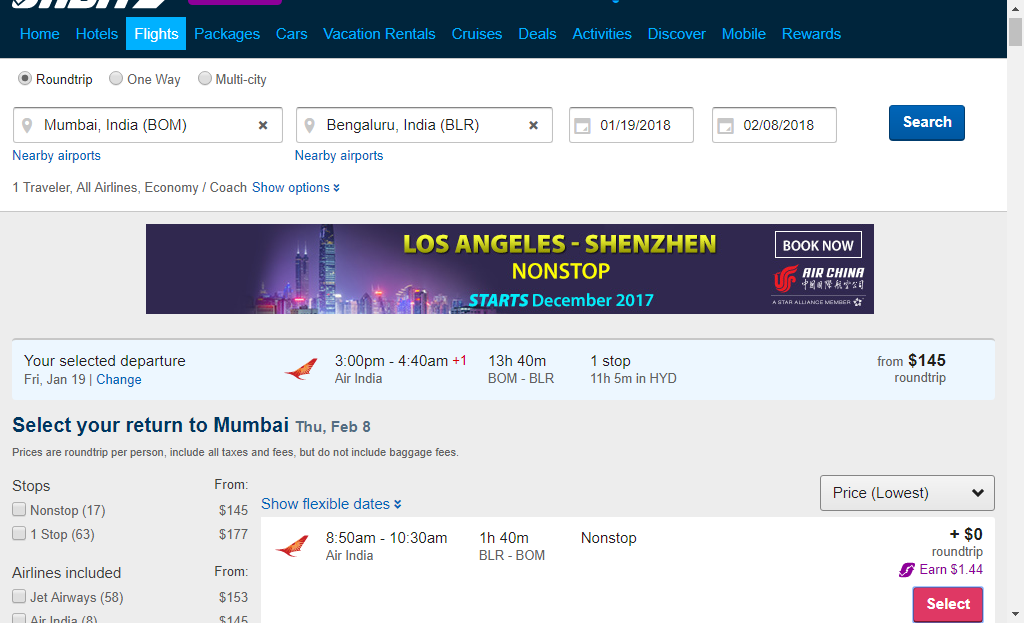 Home Hotels Flights Packages Cars Vacation Rentals Cruises Deals Activities Discover Mobile Rewards
Roundtrip One Way Multi-city
Mumbai, India (BOM) × Bengaluru, India (BLR) × 01/19/2018 02/08/2018 Search
Nearby airports Nearby airports
1 Traveler, All Airlines, Economy / Coach Show options
LOS ANGELES - SHENZHEN
NONSTOP
STARTS December 2017
BOOK NOW
AIR CHINA
中国国际航空公司
A STAR ALLIANCE MEMBER
Your selected departure 3:00pm - 4:40am +1 13h 40m 1 stop from $145
Fri, Jan 19 | Change Air India BOM - BLR 11h 5m in HYD roundtrip
Select your return to Mumbai Thu, Feb 8
Prices are roundtrip per person, include all taxes and fees, but do not include baggage fees.
Stops From:
Nonstop (17) $145
1 Stop (63) $177
Airlines included From:
Jet Airways (58) $153
Air India (8) $145
Show flexible dates Price (Lowest)
8:50am - 10:30am 1h 40m Nonstop + $0
Air India BLR - BOM roundtrip
Earn $1.44
Select